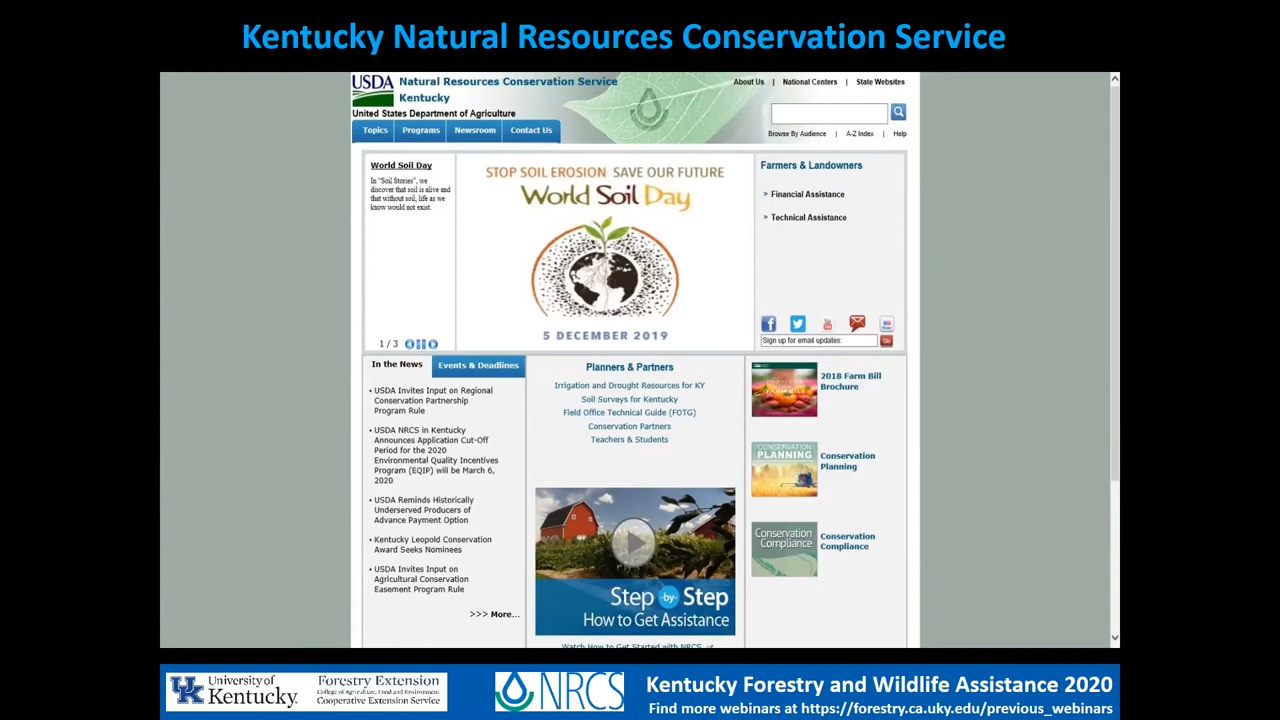 Kentucky Natural Resources Conservation Service
USDA
Natural Resources Conservation Service
Kentucky
United States Department of Agriculture
About Us | National Centers | State Websites
Browse By Audience | A-Z Index | Help
Topics
Programs
Newsroom
Contact Us
World Soil Day
In "Soil Stories", we
discover that soil is alive and
that without soil, life as we
know would not exist.
1 / 3
STOP SOIL EROSION SAVE OUR FUTURE
World Soil Day
5 DECEMBER 2019
Farmers & Landowners
> Financial Assistance
> Technical Assistance
Sign up for email updates:
Go
In the News
Events & Deadlines
• USDA Invites Input on Regional
Conservation Partnership
Program Rule
• USDA NRCS in Kentucky
Announces Application Cut-Off
Period for the 2020
Environmental Quality Incentives
Program (EQIP) will be March 6,
2020
• USDA Reminds Historically
Underserved Producers of
Advance Payment Option
• Kentucky Leopold Conservation
Award Seeks Nominees
• USDA Invites Input on
Agricultural Conservation
Easement Program Rule
>>> More...
Planners & Partners
Irrigation and Drought Resources for KY
Soil Surveys for Kentucky
Field Office Technical Guide (FOTG)
Conservation Partners
Teachers & Students
Step by Step
How to Get Assistance
Watch How to Get Started with NRCS
2018 Farm Bill
Brochure
CONSERVATION
PLANNING
Conservation
Planning
Conservation
Compliance
Conservation
Compliance
UK
University of
Kentucky
Forestry Extension
College of Agriculture, Food and Environment
Cooperative Extension Service
NRCS
Kentucky Forestry and Wildlife Assistance 2020
Find more webinars at https://forestry.ca.uky.edu/previous_webinars